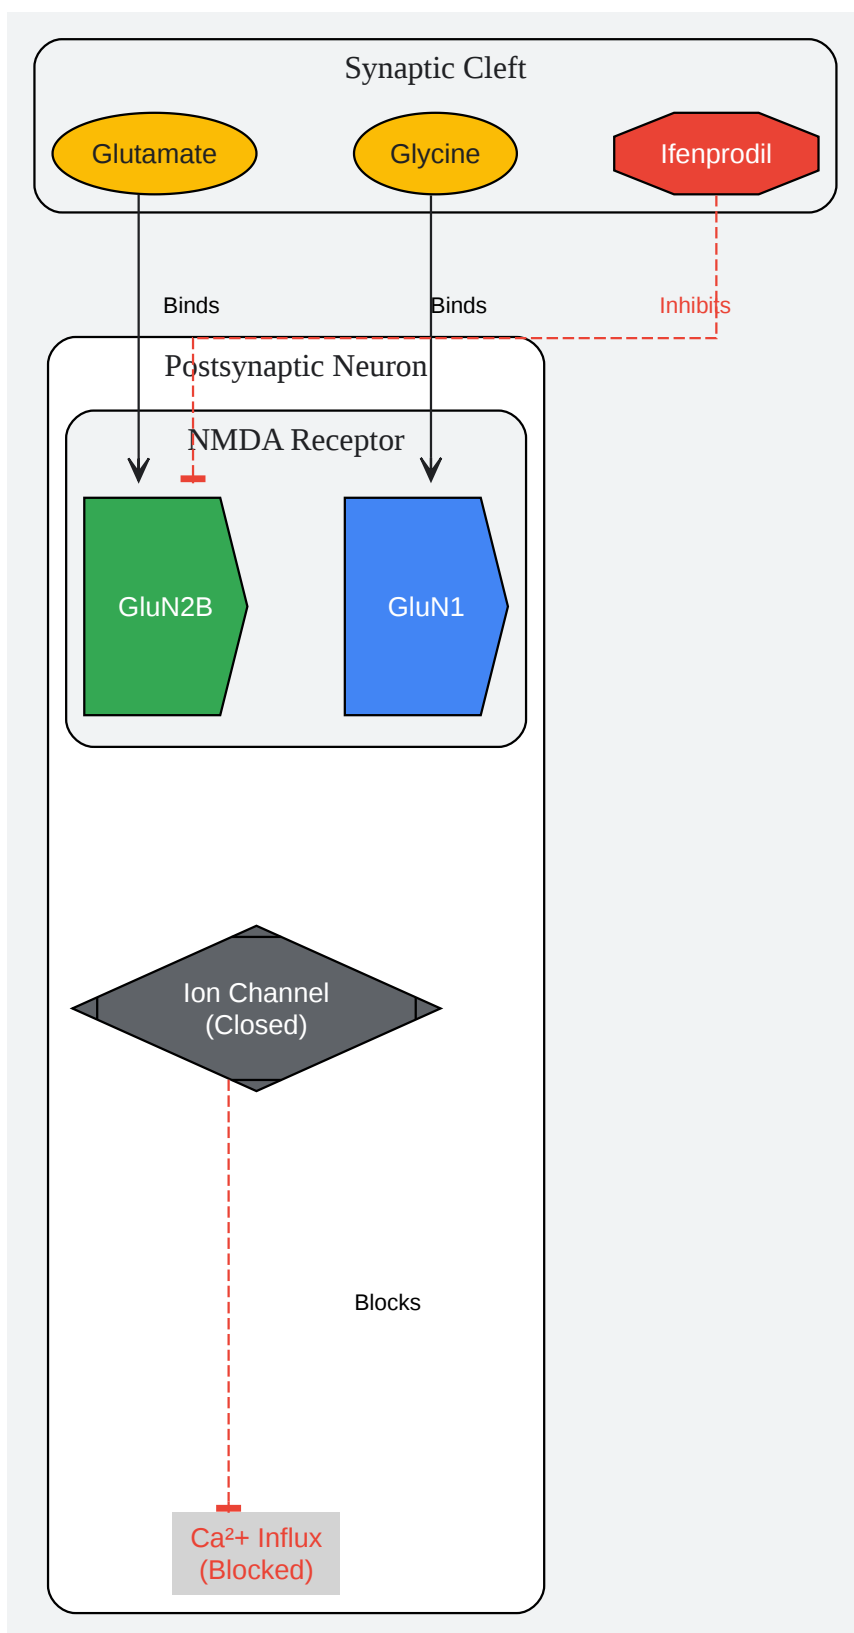 Synaptic Cleft
Glutamate
Glycine
Ifenprodil
Binds
Binds
Inhibits
Postsynaptic Neuron
NMDA Receptor
GluN2B
GluN1
Ion Channel
(Closed)
Blocks
Ca²+ Influx
(Blocked)